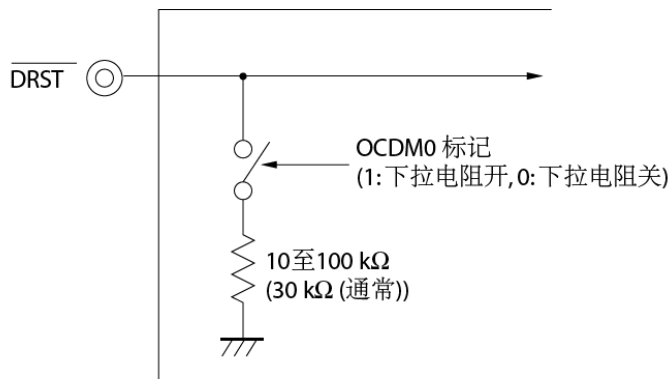 DRST
OCDM0 标记
(1: 下拉电阻开, 0: 下拉电阻关)
10至100 kΩ
(30 kΩ (通常))